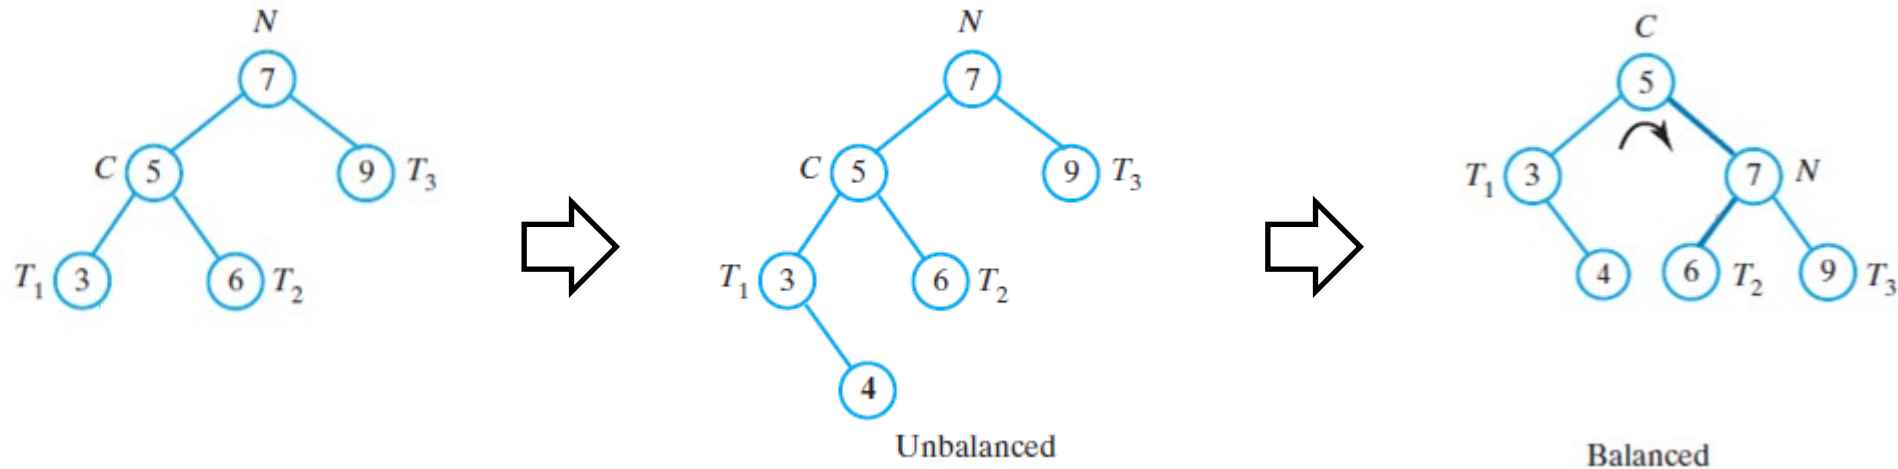 N
7
C 5 9 T3
T1 3 6 T2
N
7
C 5 9 T3
T1 3 6 T2
4
Unbalanced
C
5
T1 3 7 N
4 6 T2 9 T3
Balanced